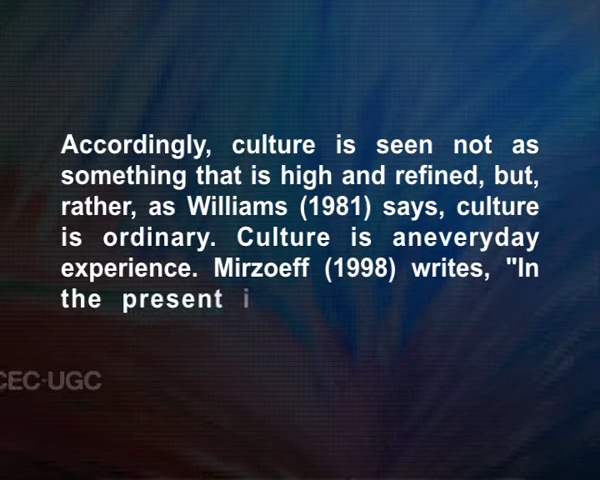 Accordingly, culture is seen not as
something that is high and refined, but,
rather, as Williams (1981) says, culture
is ordinary. Culture is aneveryday
experience. Mirzoeff (1998) writes, "In
the present i
CEC-UGC